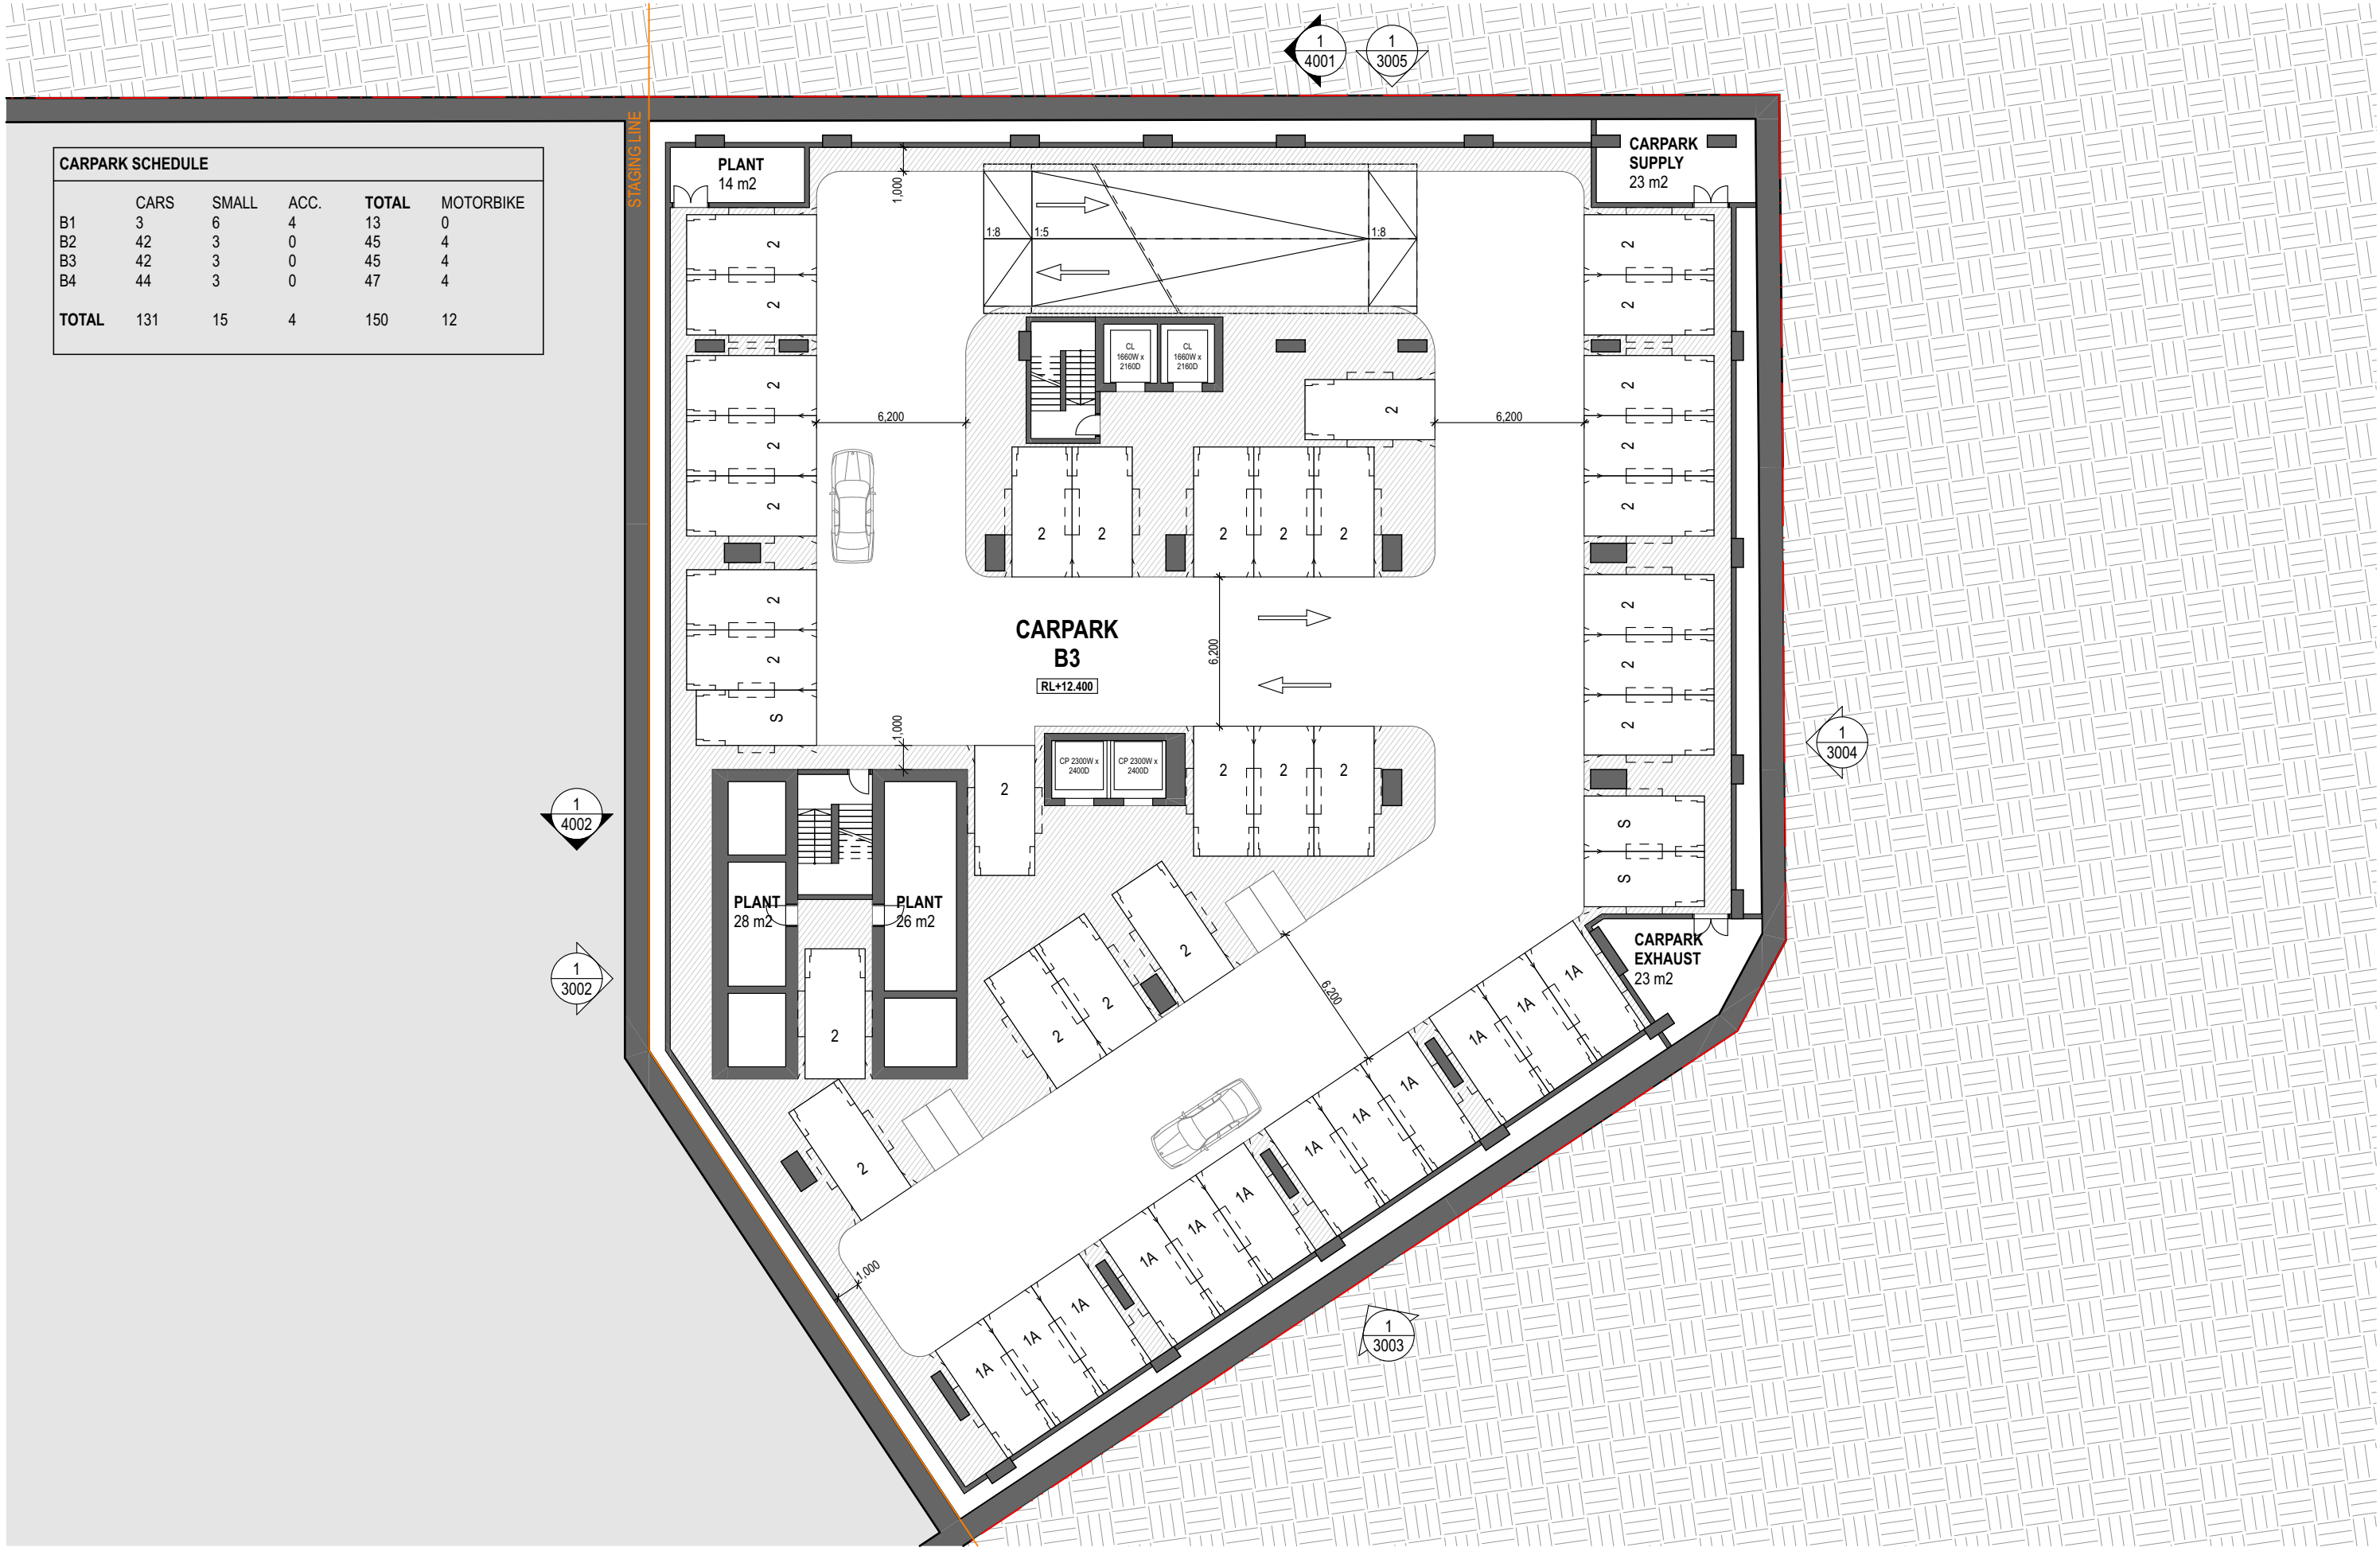 1
4001
1
3005
STAGING LINE
CARPARK SCHEDULE
CARS SMALL ACC. TOTAL MOTORBIKE
B1 3 6 4 13 0
B2 42 3 0 45 4
B3 42 3 0 45 4
B4 44 3 0 47 4
TOTAL 131 15 4 150 12
PLANT
14 m2
1,000
CARPARK
SUPPLY
23 m2
1:8
1:5
1:8
2
2
2
2
CL
1660W x
2160D
CL
1660W x
2160D
2
2
2
2
6,200
6,200
2
2
2
2
2
2
2
2
2
2
2
2
CARPARK
B3
RL+12.400
6,200
2
2
S
2
1,000
1
3004
CP 2300W x
2400D
CP 2300W x
2400D
2
2
2
2
1
4002
S
S
PLANT
28 m2
PLANT
26 m2
2
CARPARK
EXHAUST
23 m2
1
3002
2
2
2
6,200
2
1A
1A
1A
1A
1A
1A
1A
1A
1A
1A
1A
1A
1,000
1
3003